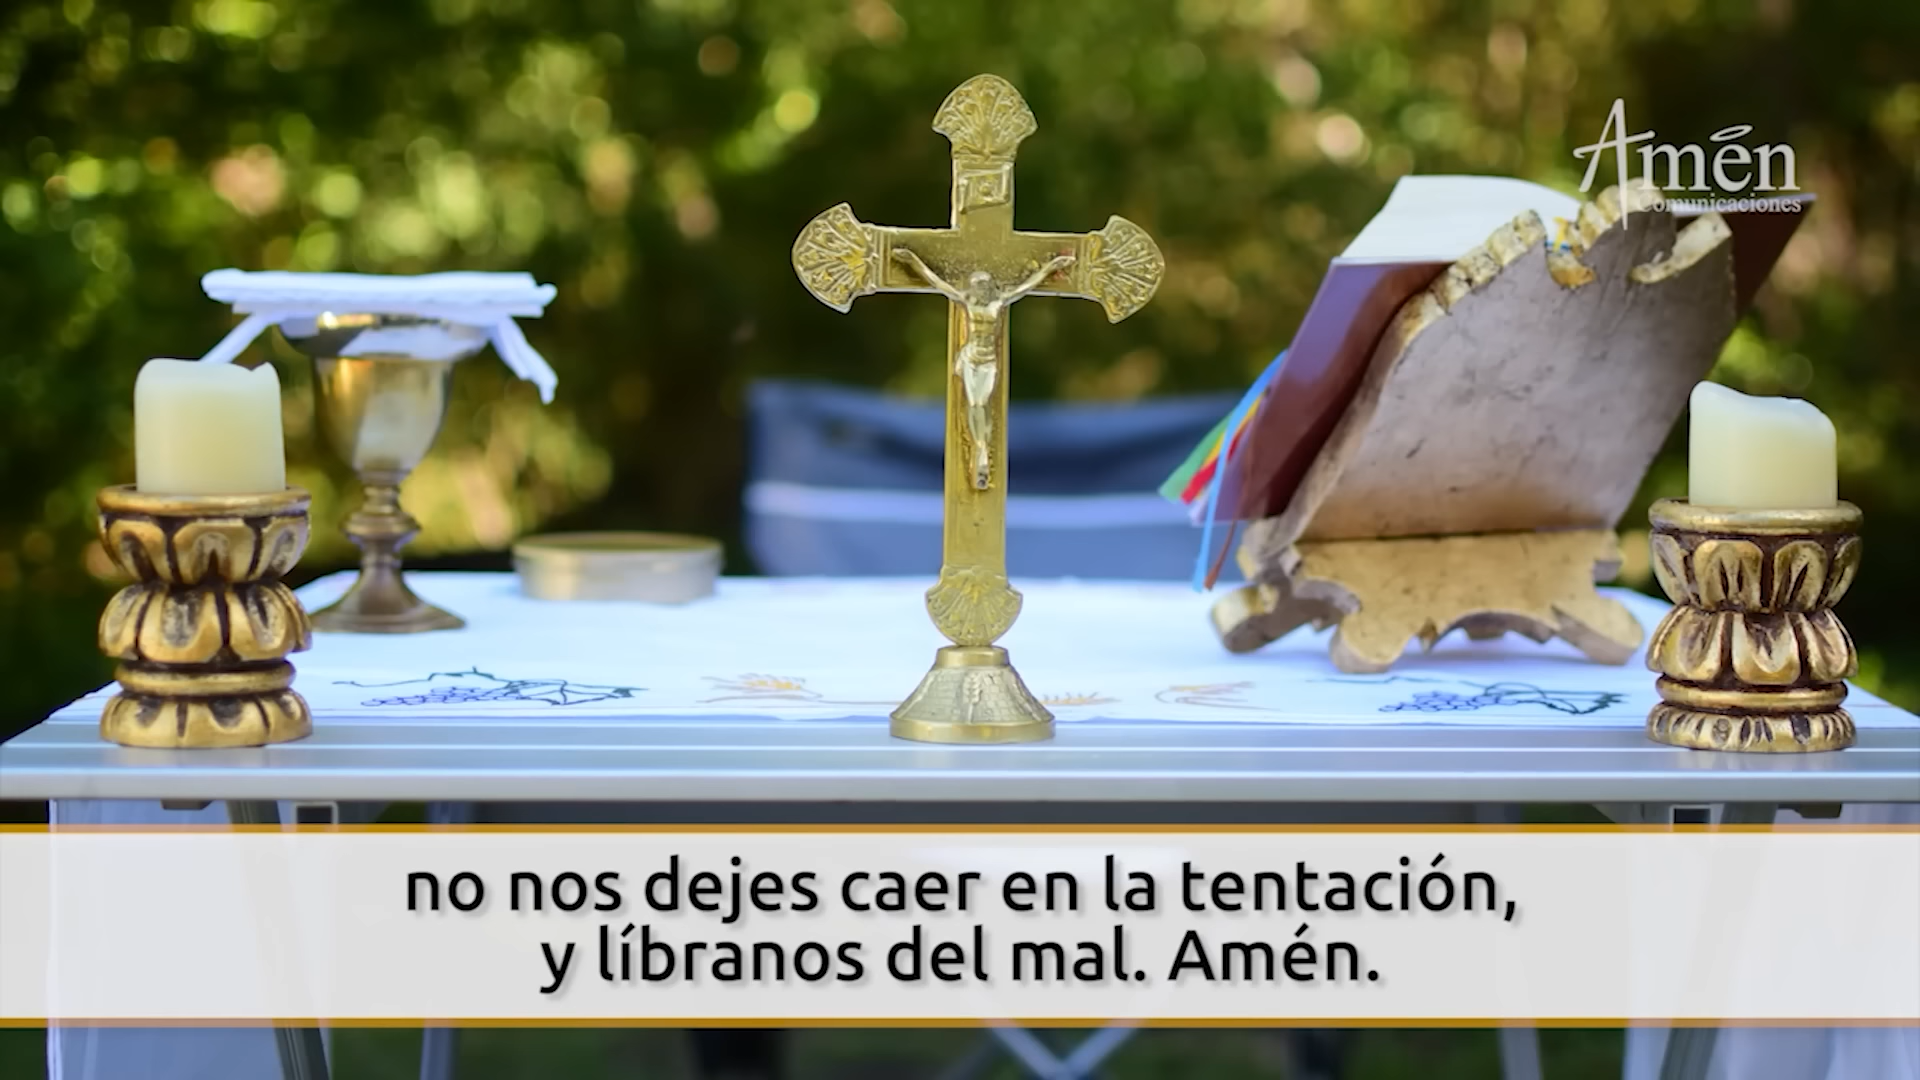 Amén
Comunicaciones
no nos dejes caer en la tentación,
y líbranos del mal. Amén.